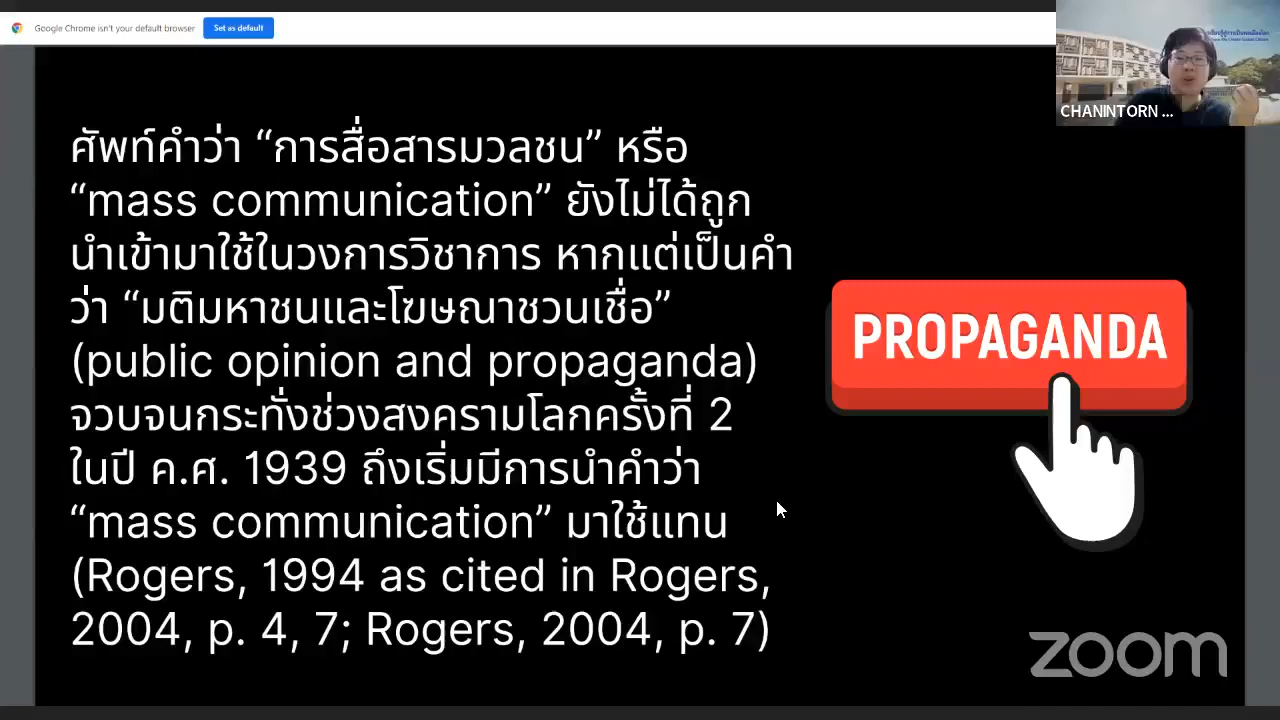 Google Chrome isn't your default browser
Set as default
CHANINTORN ...
ศัพท์คำว่า “การสื่อสารมวลชน” หรือ
“mass communication” ยังไม่ได้ถูก
นำเข้ามาใช้ในวงการวิชาการ หากแต่เป็นคำ
ว่า “มติมหาชนและโฆษณาชวนเชื่อ”
(public opinion and propaganda)
จวบจนกระทั่งช่วงสงครามโลกครั้งที่ 2
ในปี ค.ศ. 1939 ถึงเริ่มมีการนำคำว่า
“mass communication” มาใช้แทน
(Rogers, 1994 as cited in Rogers,
2004, p. 4, 7; Rogers, 2004, p. 7)
PROPAGANDA
zoom